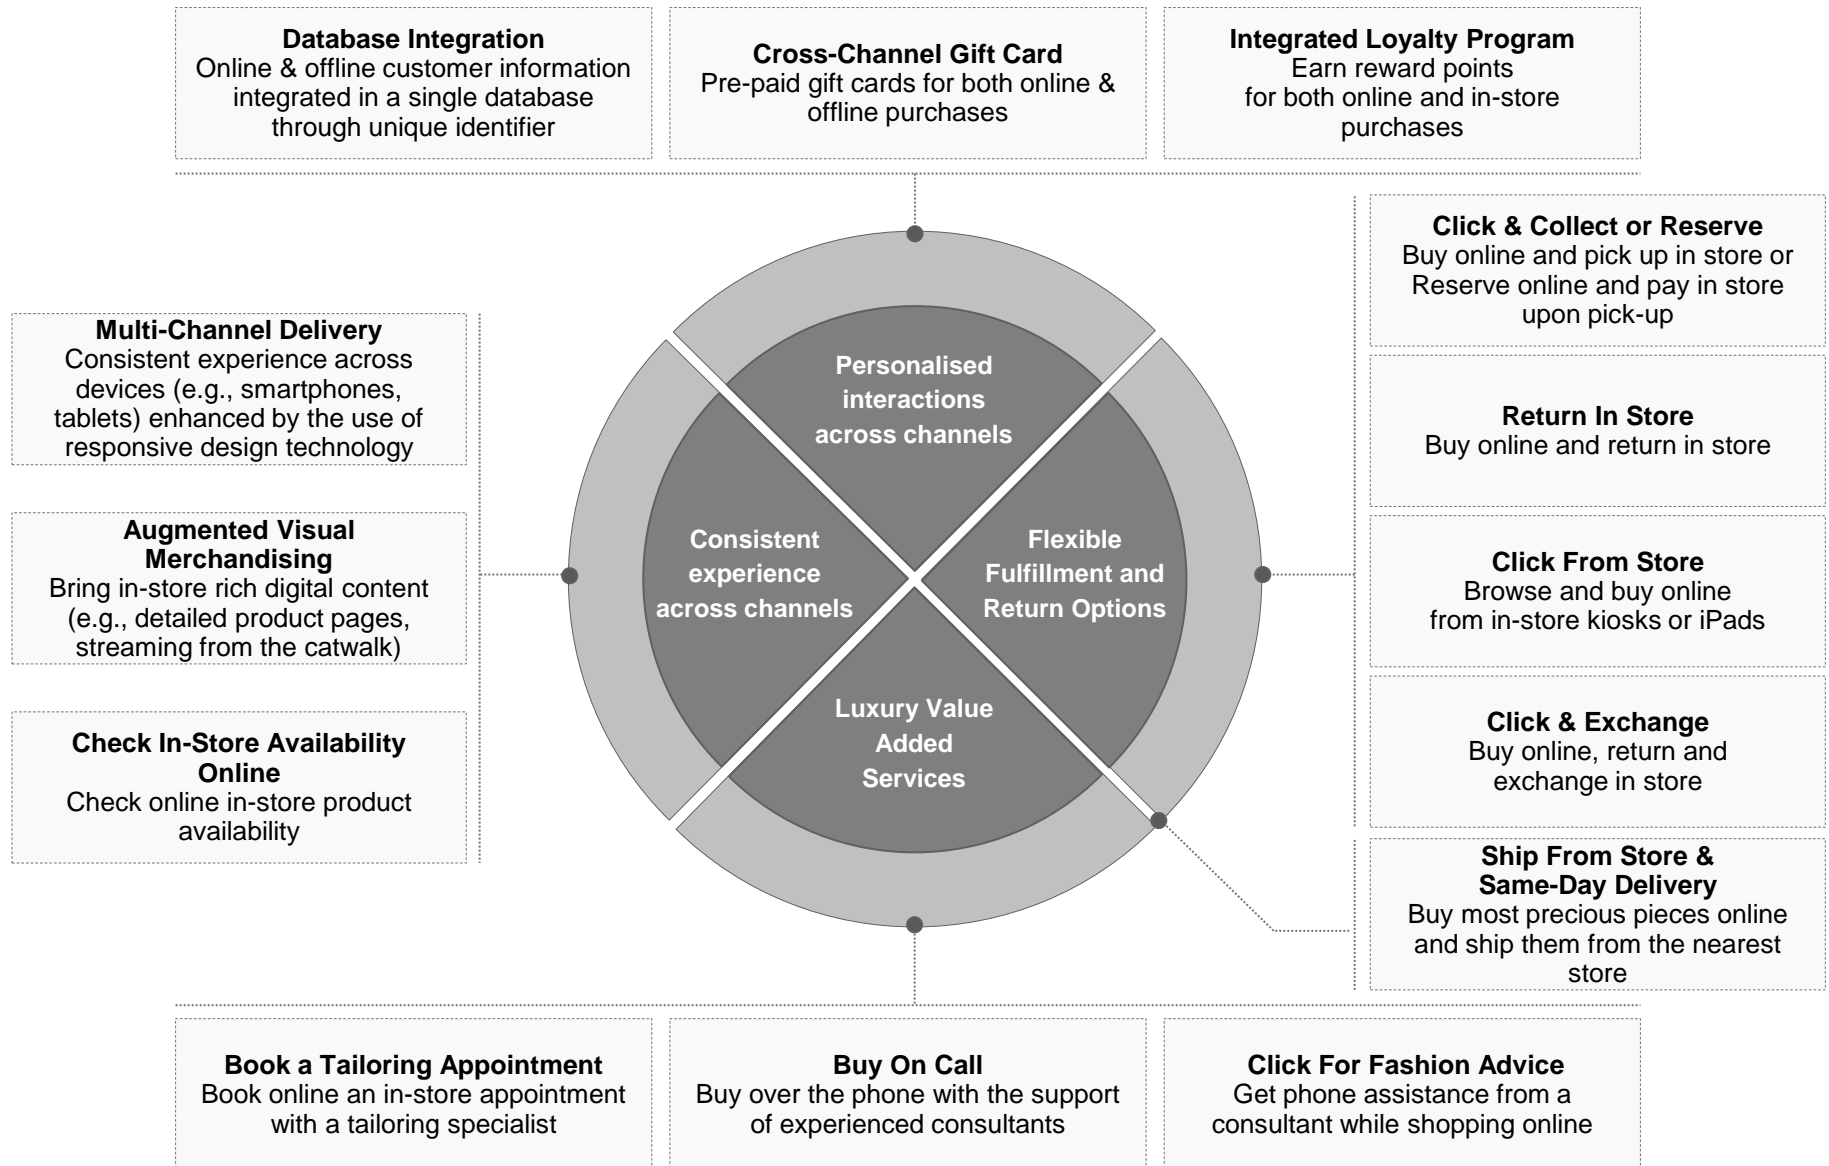 Database Integration
Online & offline customer information
integrated in a single database
through unique identifier
Cross-Channel Gift Card
Pre-paid gift cards for both online &
offline purchases
Integrated Loyalty Program
Earn reward points
for both online and in-store
purchases
Multi-Channel Delivery
Consistent experience across
devices (e.g., smartphones,
tablets) enhanced by the use of
responsive design technology
Augmented Visual
Merchandising
Bring in-store rich digital content
(e.g., detailed product pages,
streaming from the catwalk)
Check In-Store Availability
Online
Check online in-store product
availability
Personalised
interactions
across channels
Consistent
experience
across channels
Flexible
Fulfillment and
Return Options
Luxury Value
Added
Services
Click & Collect or Reserve
Buy online and pick up in store or
Reserve online and pay in store
upon pick-up
Return In Store
Buy online and return in store
Click From Store
Browse and buy online
from in-store kiosks or iPads
Click & Exchange
Buy online, return and
exchange in store
Ship From Store &
Same-Day Delivery
Buy most precious pieces online
and ship them from the nearest
store
Book a Tailoring Appointment
Book online an in-store appointment
with a tailoring specialist
Buy On Call
Buy over the phone with the support
of experienced consultants
Click For Fashion Advice
Get phone assistance from a
consultant while shopping online